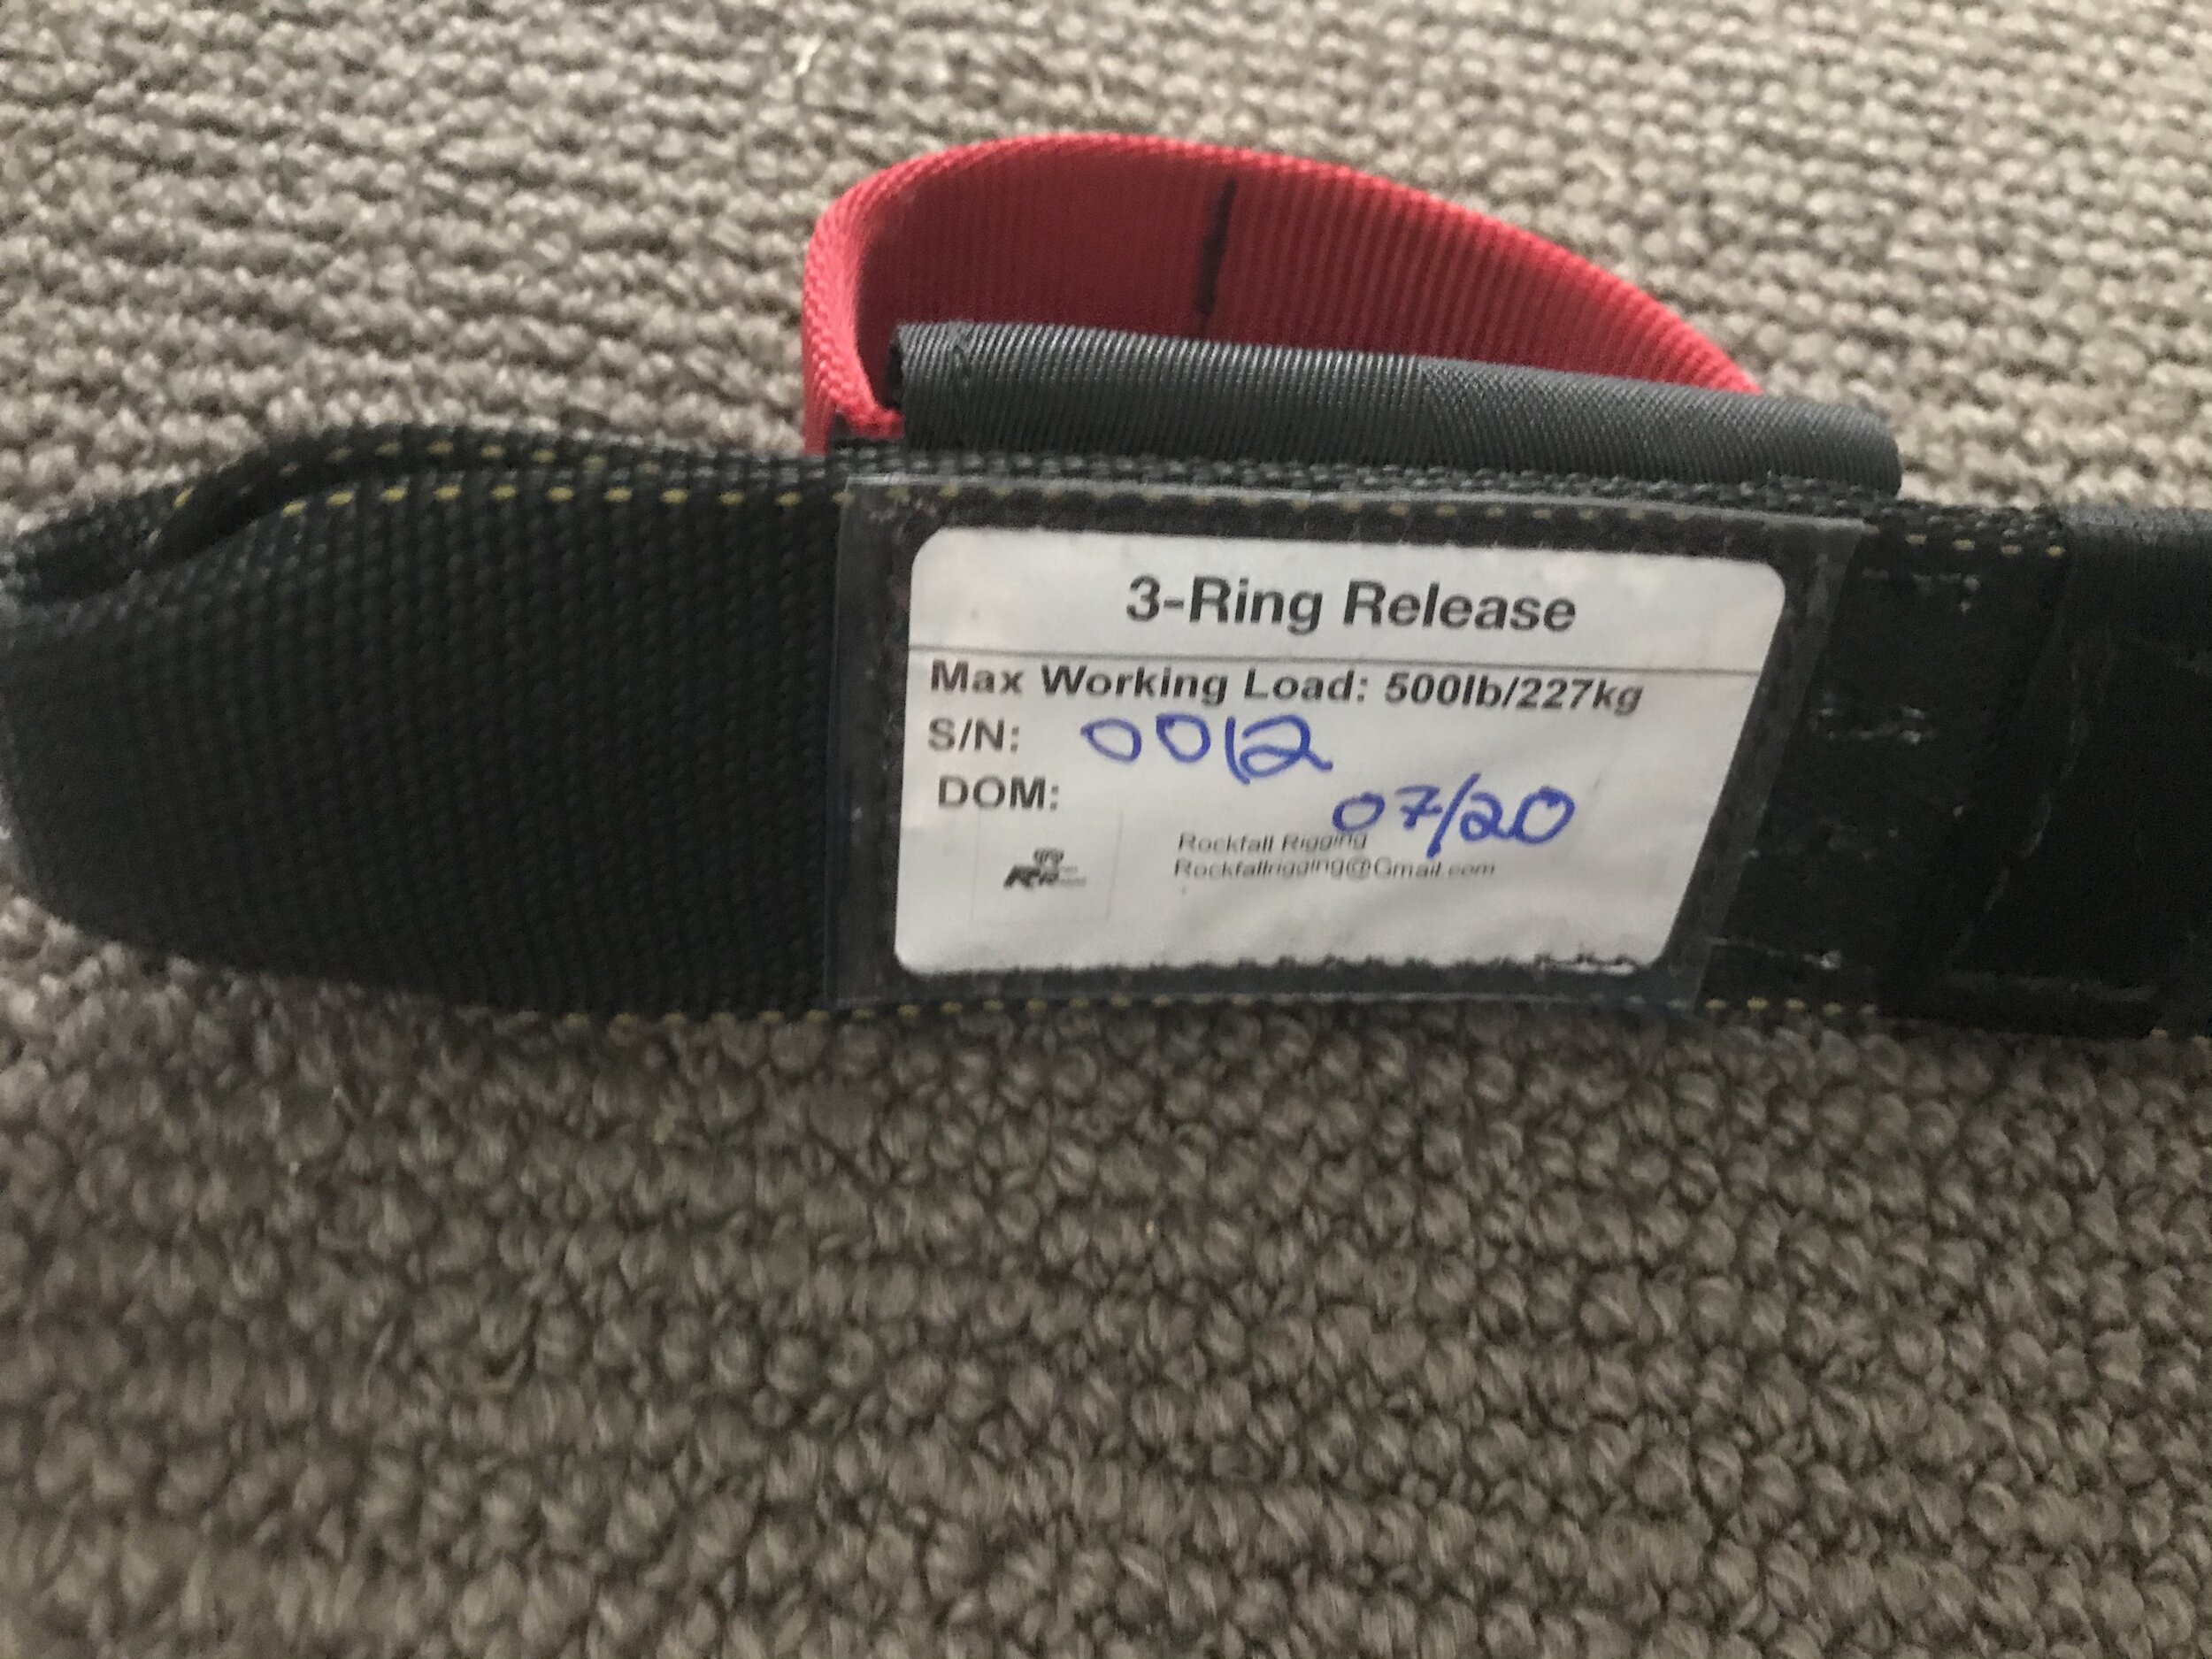 3-Ring Release
Max Working Load: 500lb/227kg
S/N: 0012
DOM: 07/20
Rockfall Rigging
Rockfallrigging@Gmail.com